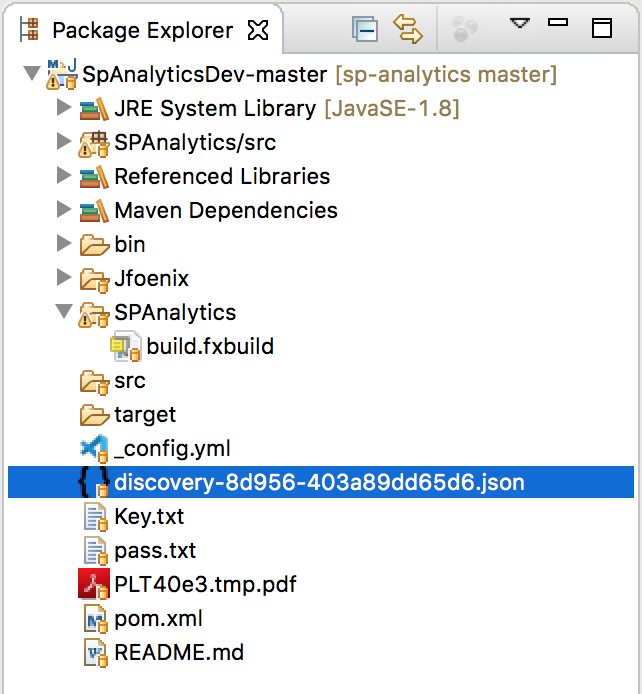 Package Explorer
SpAnalyticsDev-master [sp-analytics master]
JRE System Library [JavaSE-1.8]
SPAnalytics/src
Referenced Libraries
Maven Dependencies
bin
Jfoenix
SPAnalytics
build.fxbuild
src
target
_config.yml
discovery-8d956-403a89dd65d6.json
Key.txt
pass.txt
PLT40e3.tmp.pdf
pom.xml
README.md